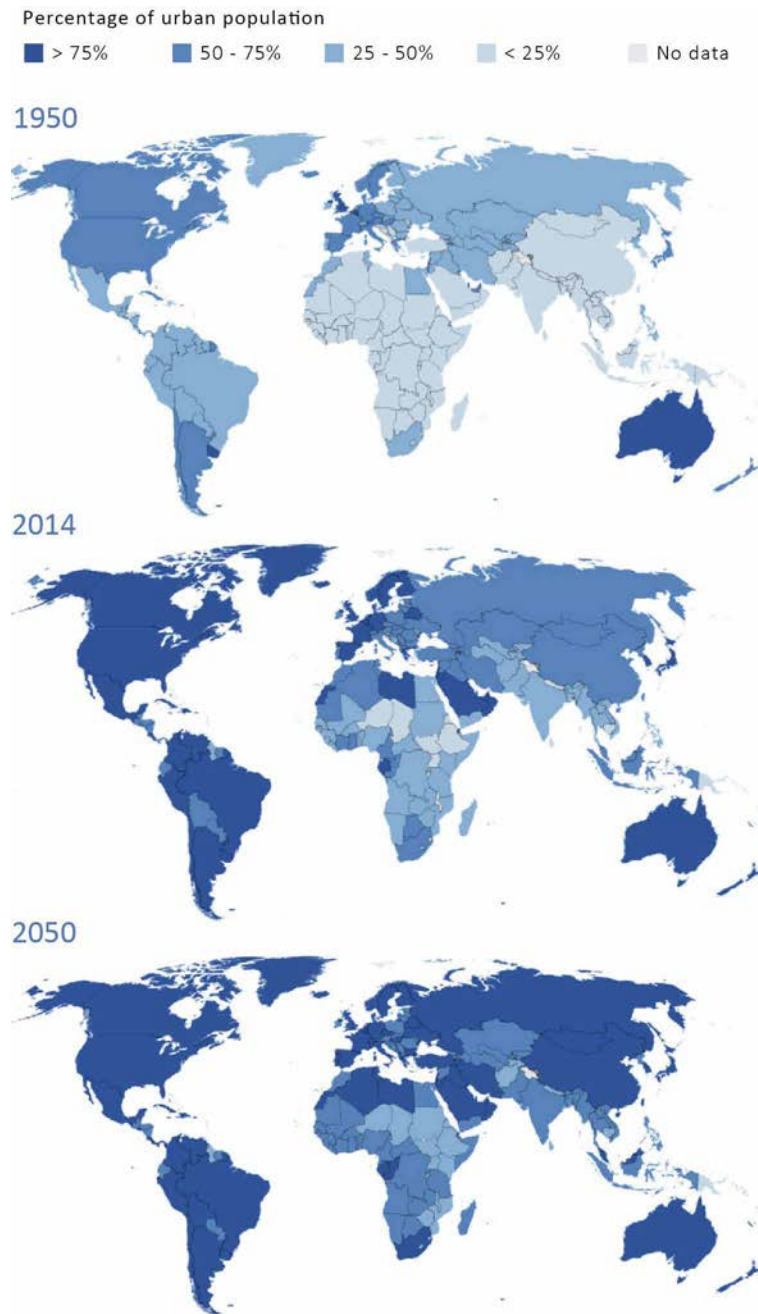 Percentage of urban population
> 75% 50 - 75% 25 - 50% < 25% No data
1950
2014
2050